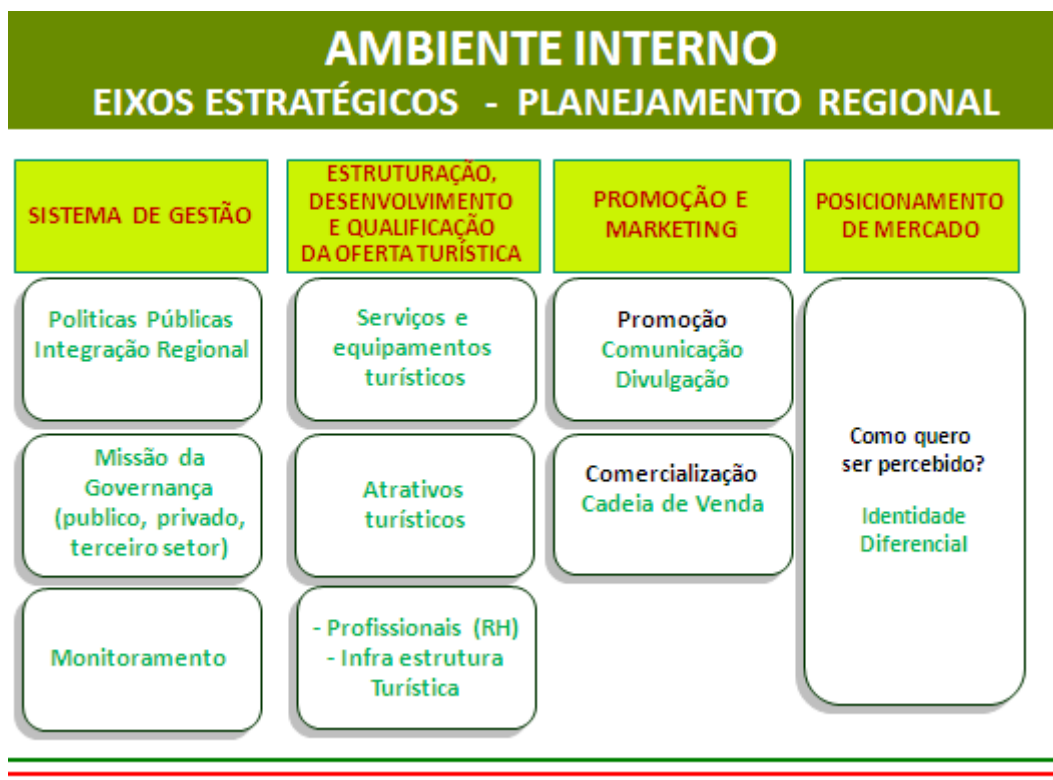 AMBIENTE INTERNO
EIXOS ESTRATÉGICOS - PLANEJAMENTO REGIONAL
SISTEMA DE GESTÃO
ESTRUTURAÇÃO,
DESENVOLVIMENTO
E QUALIFICAÇÃO
DA OFERTA TURÍSTICA
PROMOÇÃO E
MARKETING
POSICIONAMENTO
DE MERCADO
Politicas Públicas
Integração Regional
Missão da
Governança
(publico, privado,
terceiro setor)
Monitoramento
Serviços e
equipamentos
turísticos
Atrativos
turísticos
- Profissionais (RH)
- Infra estrutura
Turística
Promoção
Comunicação
Divulgação
Comercialização
Cadeia de Venda
Como quero
ser percebido?
Identidade
Diferencial